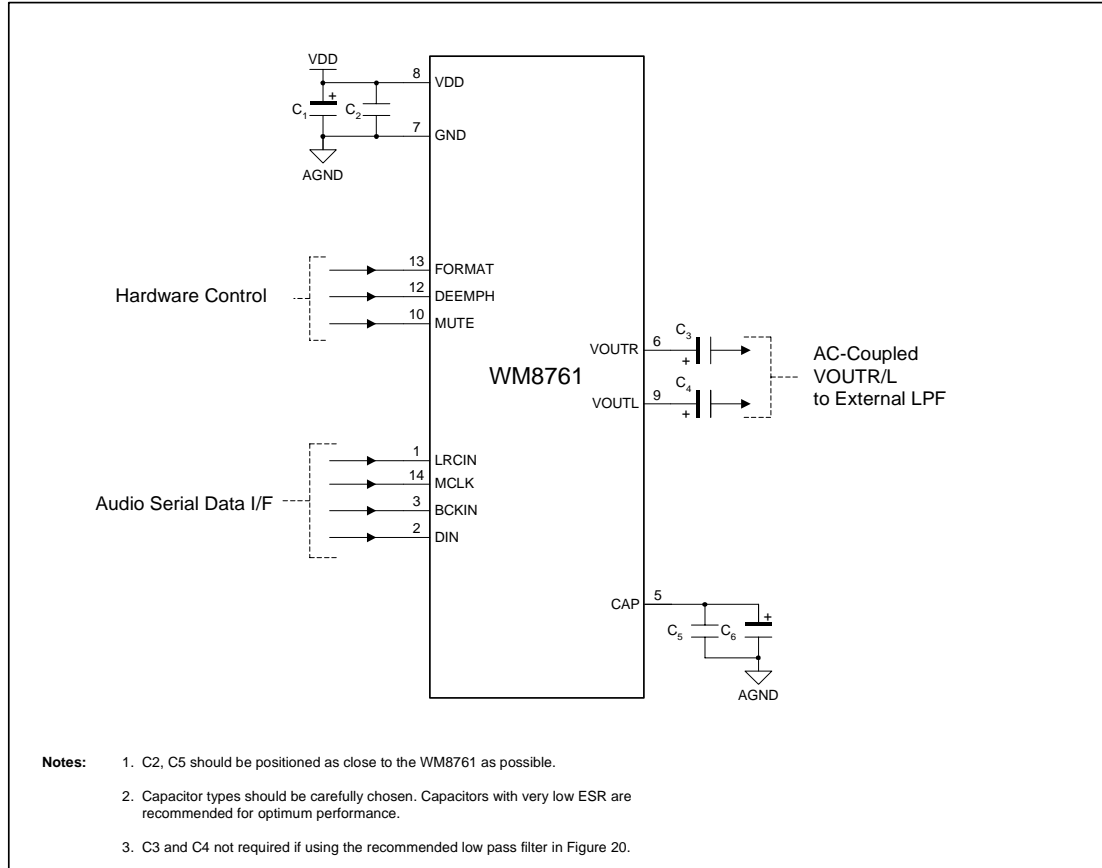 VDD
8 VDD
C1 + C2
7 GND
AGND
13 FORMAT
Hardware Control
12 DEEMPH
10 MUTE
WM8761
VOUTR 6 C3 +
VOUTL 9 C4 +
AC-Coupled
VOUTR/L
to External LPF
1 LRCIN
14 MCLK
Audio Serial Data I/F
3 BCKIN
2 DIN
CAP 5
C5 C6 +
AGND
Notes: 1. C2, C5 should be positioned as close to the WM8761 as possible.
2. Capacitor types should be carefully chosen. Capacitors with very low ESR are
recommended for optimum performance.
3. C3 and C4 not required if using the recommended low pass filter in Figure 20.